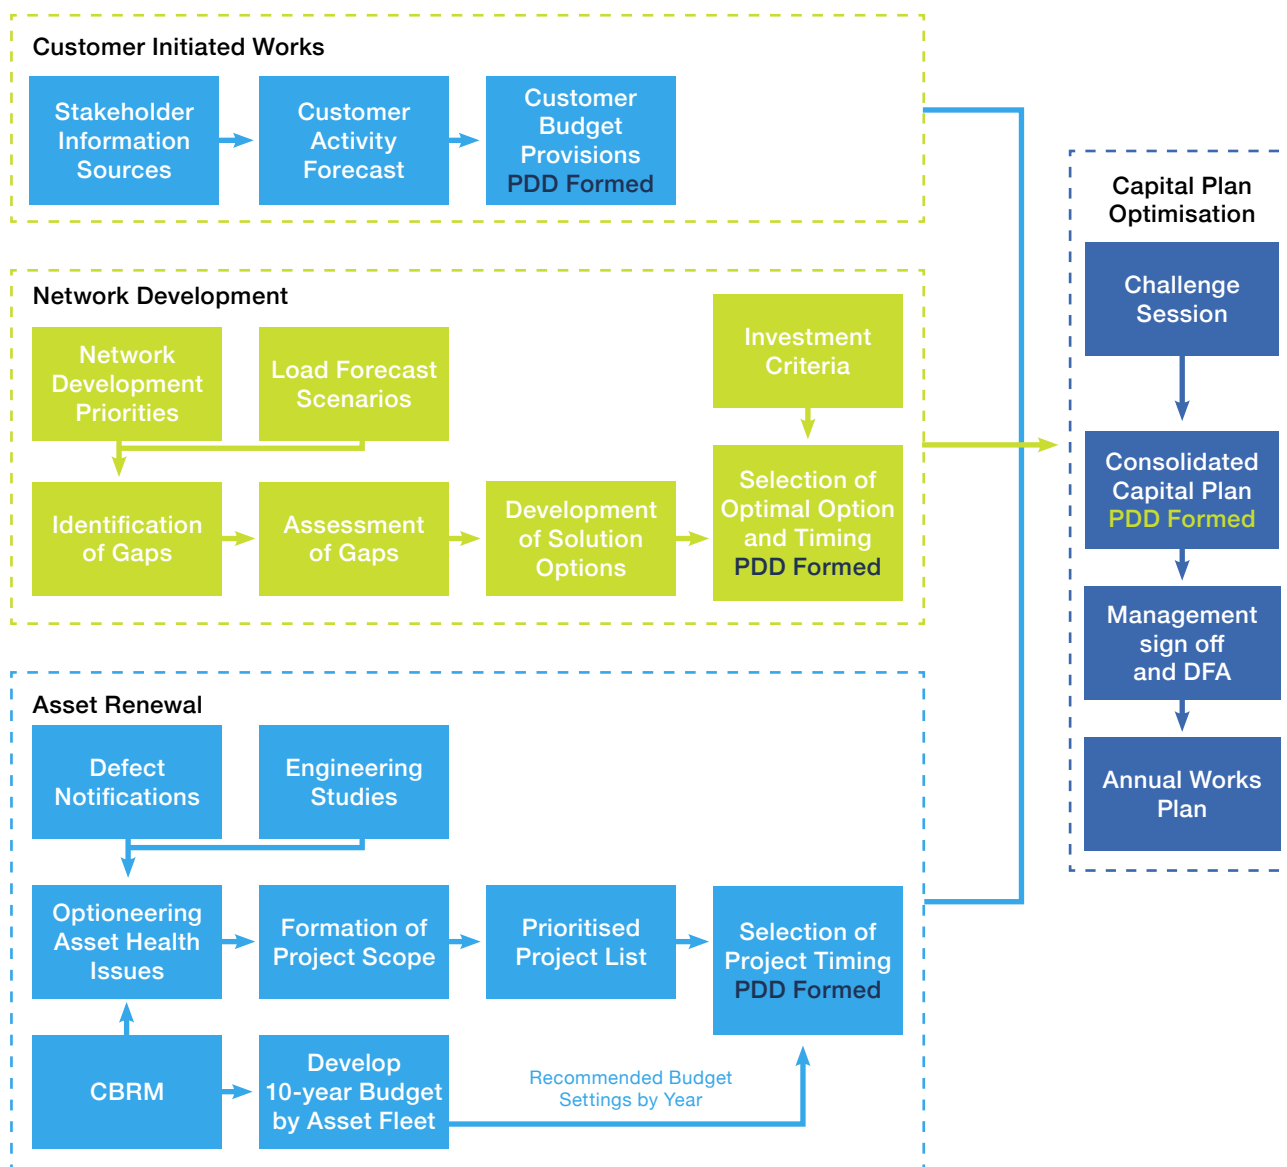 Customer Initiated Works
Stakeholder
Information
Sources
Customer
Activity
Forecast
Customer
Budget
Provisions
PDD Formed
Network Development
Network
Development
Priorities
Load Forecast
Scenarios
Investment
Criteria
Identification
of Gaps
Assessment
of Gaps
Development
of Solution
Options
Selection of
Optimal Option
and Timing
PDD Formed
Asset Renewal
Defect
Notifications
Engineering
Studies
Optioneering
Asset Health
Issues
Formation of
Project Scope
Prioritised
Project List
Selection of
Project Timing
PDD Formed
CBRM
Develop
10-year Budget
by Asset Fleet
Recommended Budget
Settings by Year
Capital Plan
Optimisation
Challenge
Session
Consolidated
Capital Plan
PDD Formed
Management
sign off
and DFA
Annual Works
Plan